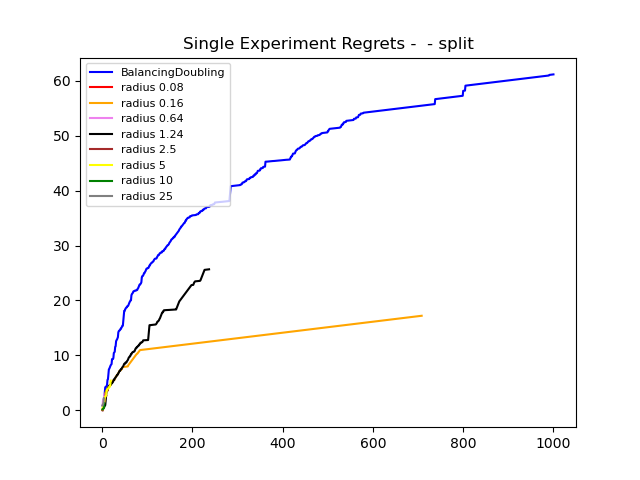 Single Experiment Regrets -  - split
BalancingDoubling
radius 0.08
radius 0.16
radius 0.64
radius 1.24
radius 2.5
radius 5
radius 10
radius 25
60
50
40
30
20
10
0
0 200 400 600 800 1000